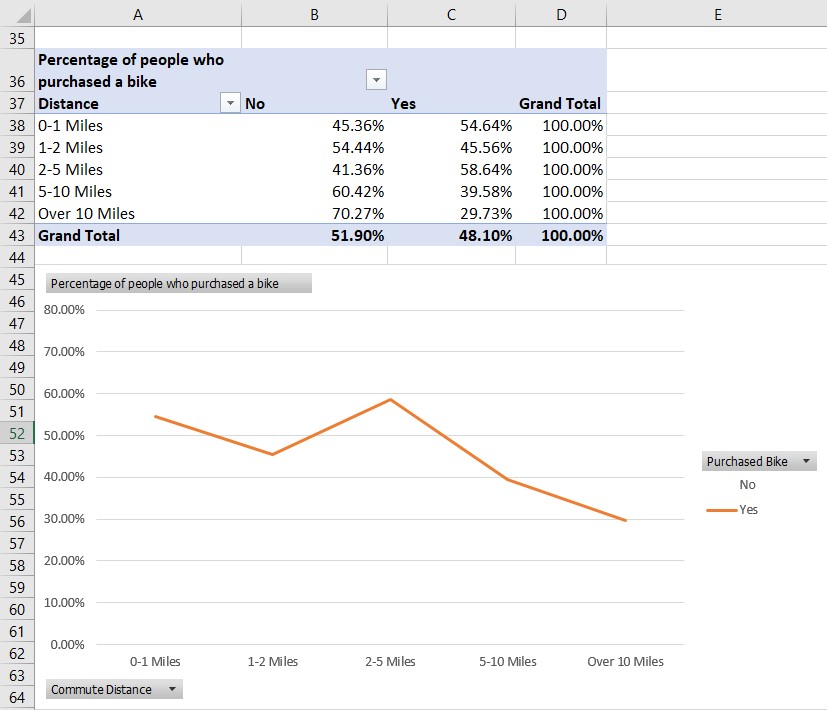 A B C D E
35
36 Percentage of people who
purchased a bike
37 Distance No Yes Grand Total
38 0-1 Miles 45.36% 54.64% 100.00%
39 1-2 Miles 54.44% 45.56% 100.00%
40 2-5 Miles 41.36% 58.64% 100.00%
41 5-10 Miles 60.42% 39.58% 100.00%
42 Over 10 Miles 70.27% 29.73% 100.00%
43 Grand Total 51.90% 48.10% 100.00%
44
45 Percentage of people who purchased a bike
46 80.00%
47
48 70.00%
49
50 60.00%
51
52 50.00%
53 Purchased Bike
54 40.00% No
55 Yes
56 30.00%
57
58 20.00%
59
60 10.00%
61
62 0.00%
63 0-1 Miles 1-2 Miles 2-5 Miles 5-10 Miles Over 10 Miles
64 Commute Distance